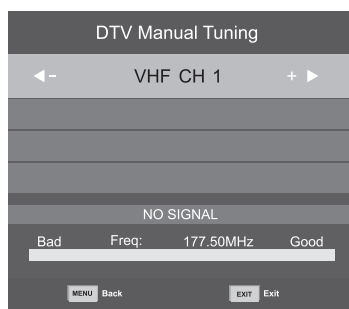 DTV Manual Tuning
- VHF CH 1 +
NO SIGNAL
Bad Freq: 177.50MHz Good
MENU Back EXIT Exit